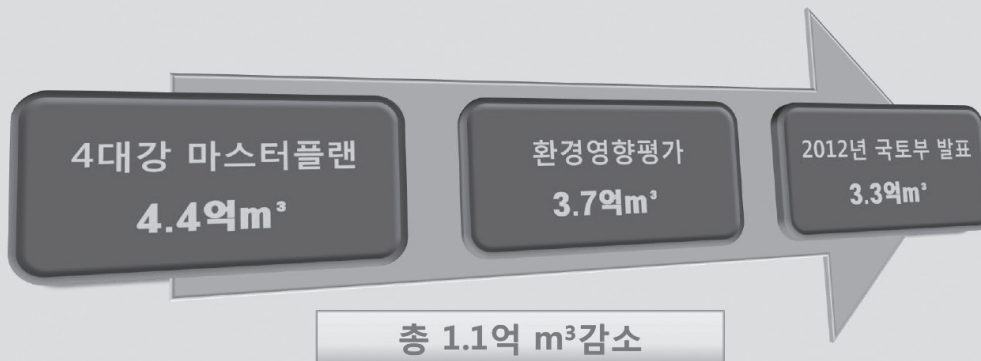 4대강 마스터플랜
4.4억m³
환경영향평가
3.7억m³
2012년 국토부 발표
3.3억m³
총 1.1억 m³감소